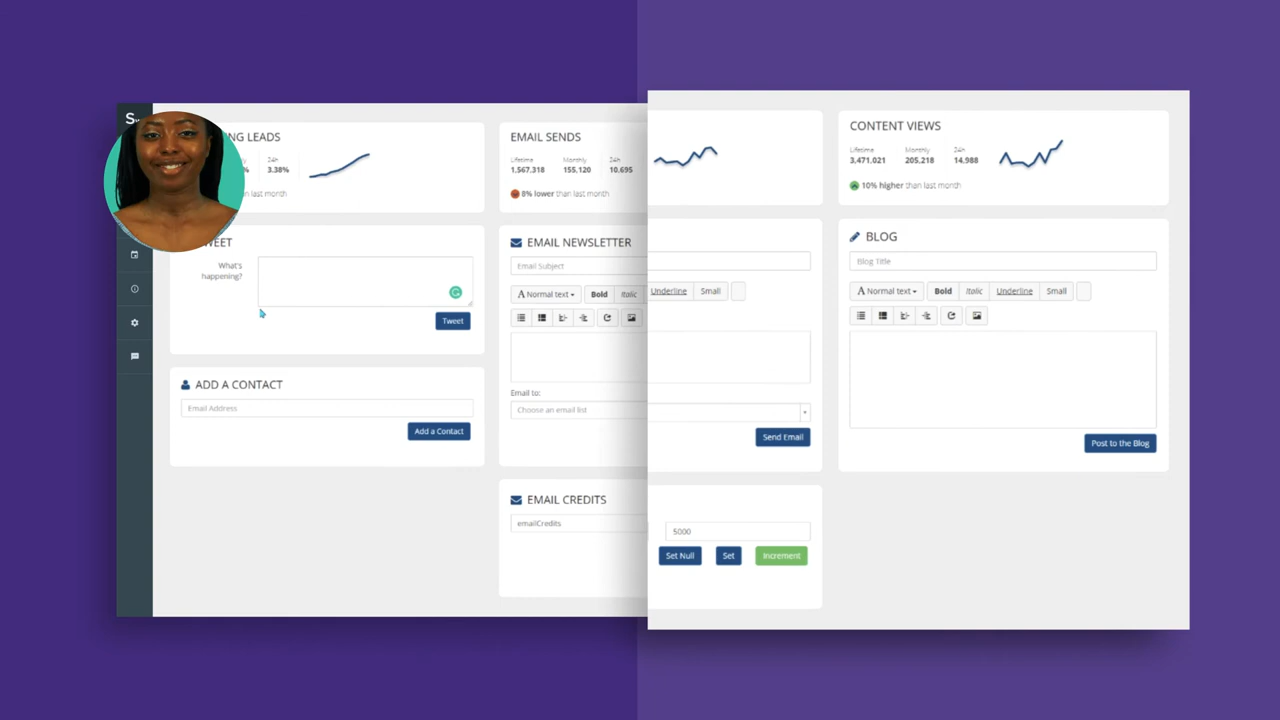 NG LEADS
24h
3.38%
last month
EMAIL SENDS
Lifetime Monthly 24h
1,567,318 155,120 10,695
8% lower than last month
CONTENT VIEWS
Lifetime Monthly 24h
3,471,021 205,218 14,988
10% higher than last month
WEET
What's
happening?
Tweet
ADD A CONTACT
Email Address
Add a Contact
EMAIL NEWSLETTER
Email Subject
A Normal text Bold Italic Underline Small
Email to:
Choose an email list
Send Email
EMAIL CREDITS
emailCredits
5000
Set Null Set Increment
BLOG
Blog Title
A Normal text Bold Italic Underline Small
Post to the Blog